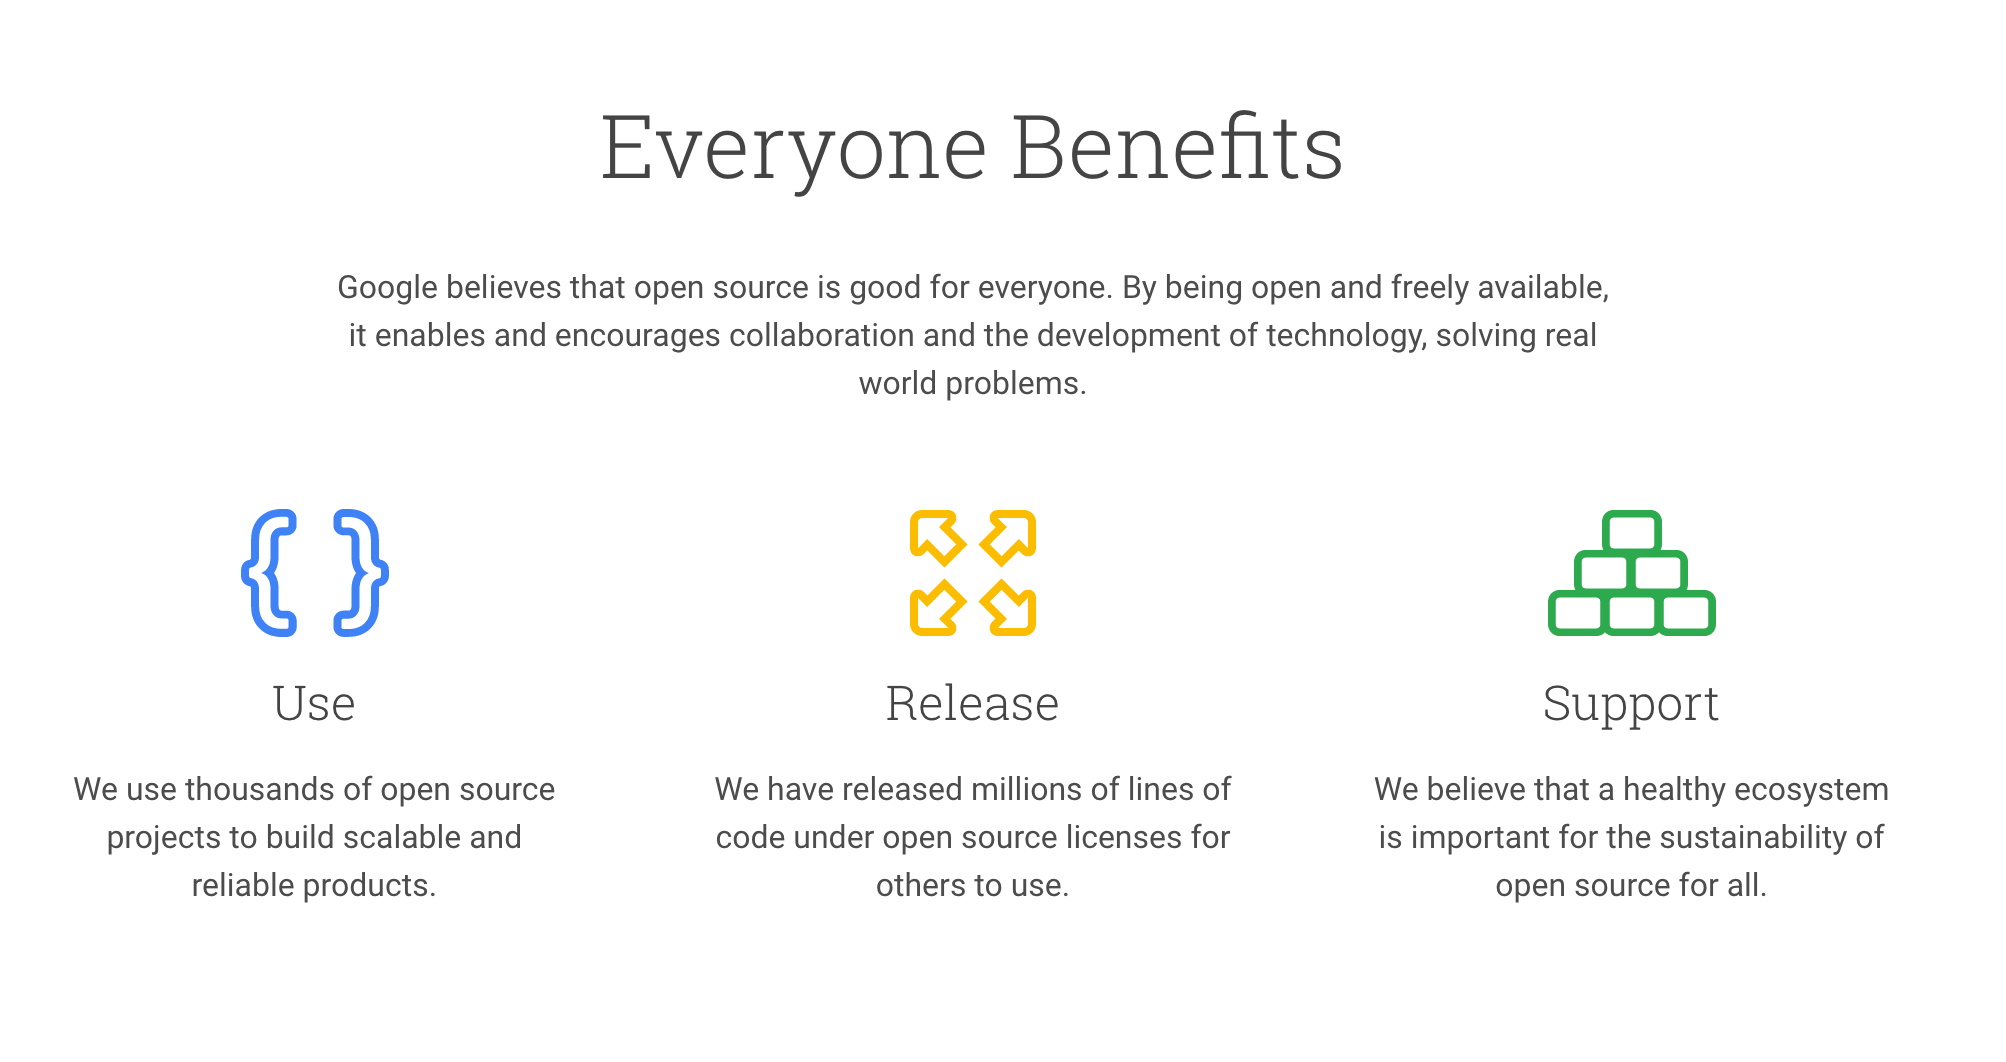 Everyone Benefits
Google believes that open source is good for everyone. By being open and freely available,
it enables and encourages collaboration and the development of technology, solving real
world problems.
Use
We use thousands of open source
projects to build scalable and
reliable products.
Release
We have released millions of lines of
code under open source licenses for
others to use.
Support
We believe that a healthy ecosystem
is important for the sustainability of
open source for all.